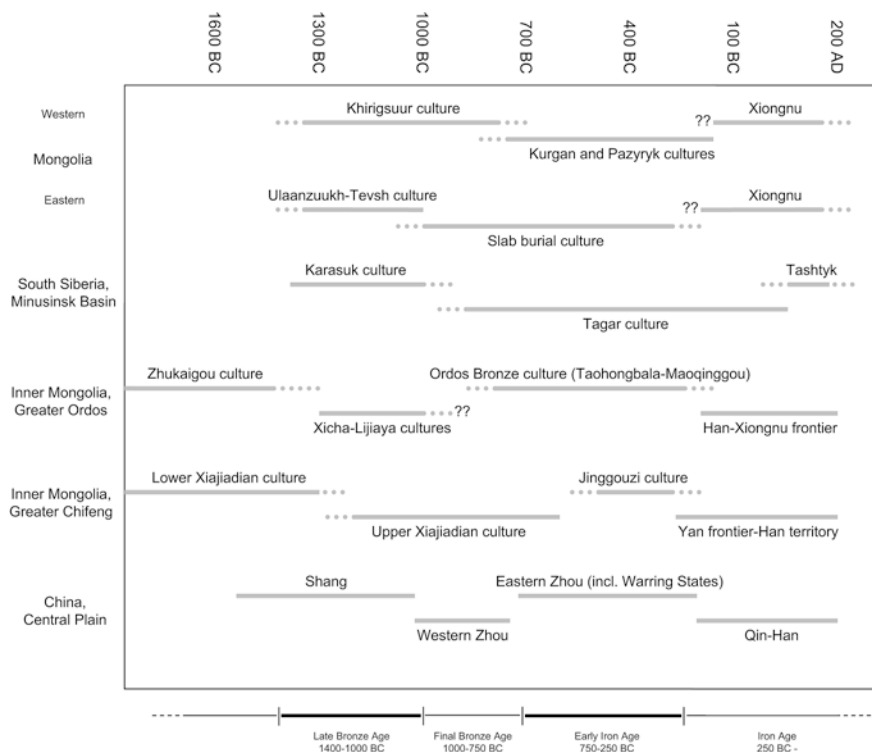 1600 BC
1300 BC
1000 BC
700 BC
400 BC
100 BC
200 AD
Western
Khirigsuur culture
??
Xiongnu
Mongolia
Kurgan and Pazyryk cultures
Eastern
Ulaanzuukh-Tevsh culture
??
Xiongnu
Slab burial culture
South Siberia,
Minusinsk Basin
Karasuk culture
Tashtyk
Tagar culture
Inner Mongolia,
Greater Ordos
Zhukaigou culture
Ordos Bronze culture (Taohongbala-Maoqinggou)
??
Xicha-Lijiaya cultures
Han-Xiongnu frontier
Inner Mongolia,
Greater Chifeng
Lower Xiajiadian culture
Jinggouzi culture
Upper Xiajiadian culture
Yan frontier-Han territory
China,
Central Plain
Shang
Eastern Zhou (incl. Warring States)
Western Zhou
Qin-Han
Late Bronze Age
1400-1000 BC
Final Bronze Age
1000-750 BC
Early Iron Age
750-250 BC
Iron Age
250 BC -